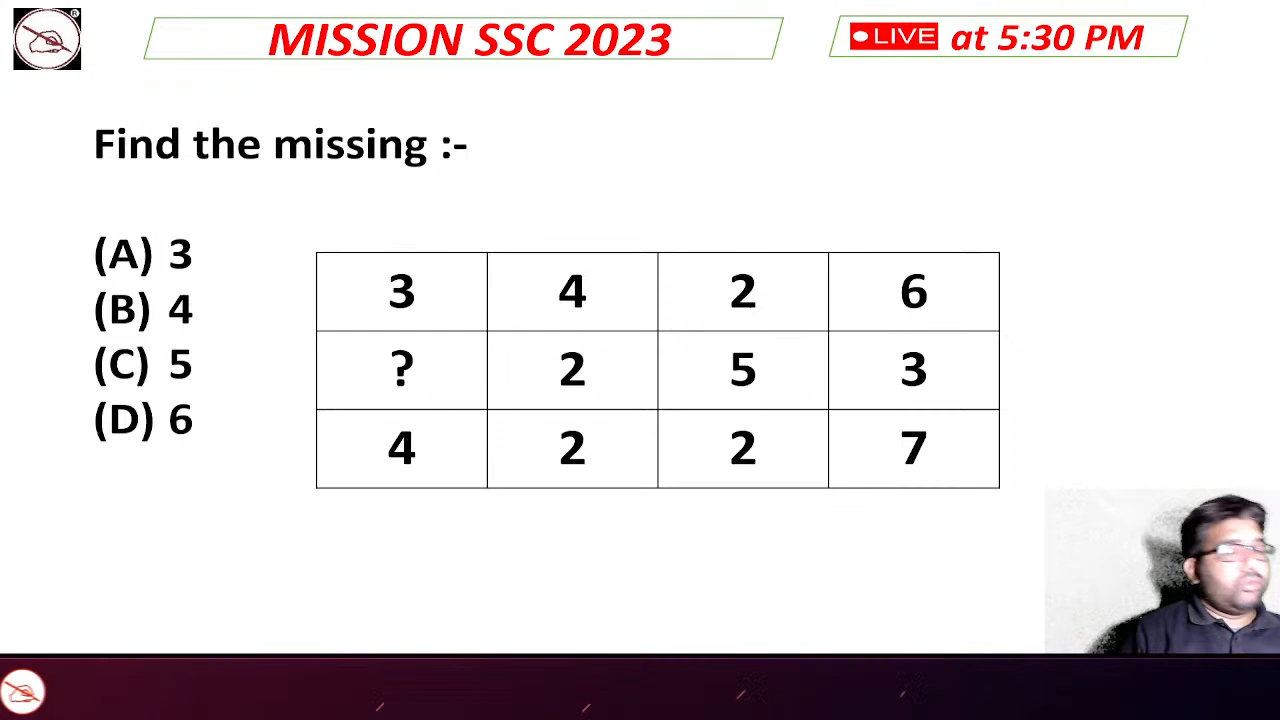 MISSION SSC 2023
LIVE at 5:30 PM
Find the missing :-
(A) 3
(B) 4
(C) 5
(D) 6
3 4 2 6
? 2 5 3
4 2 2 7
®